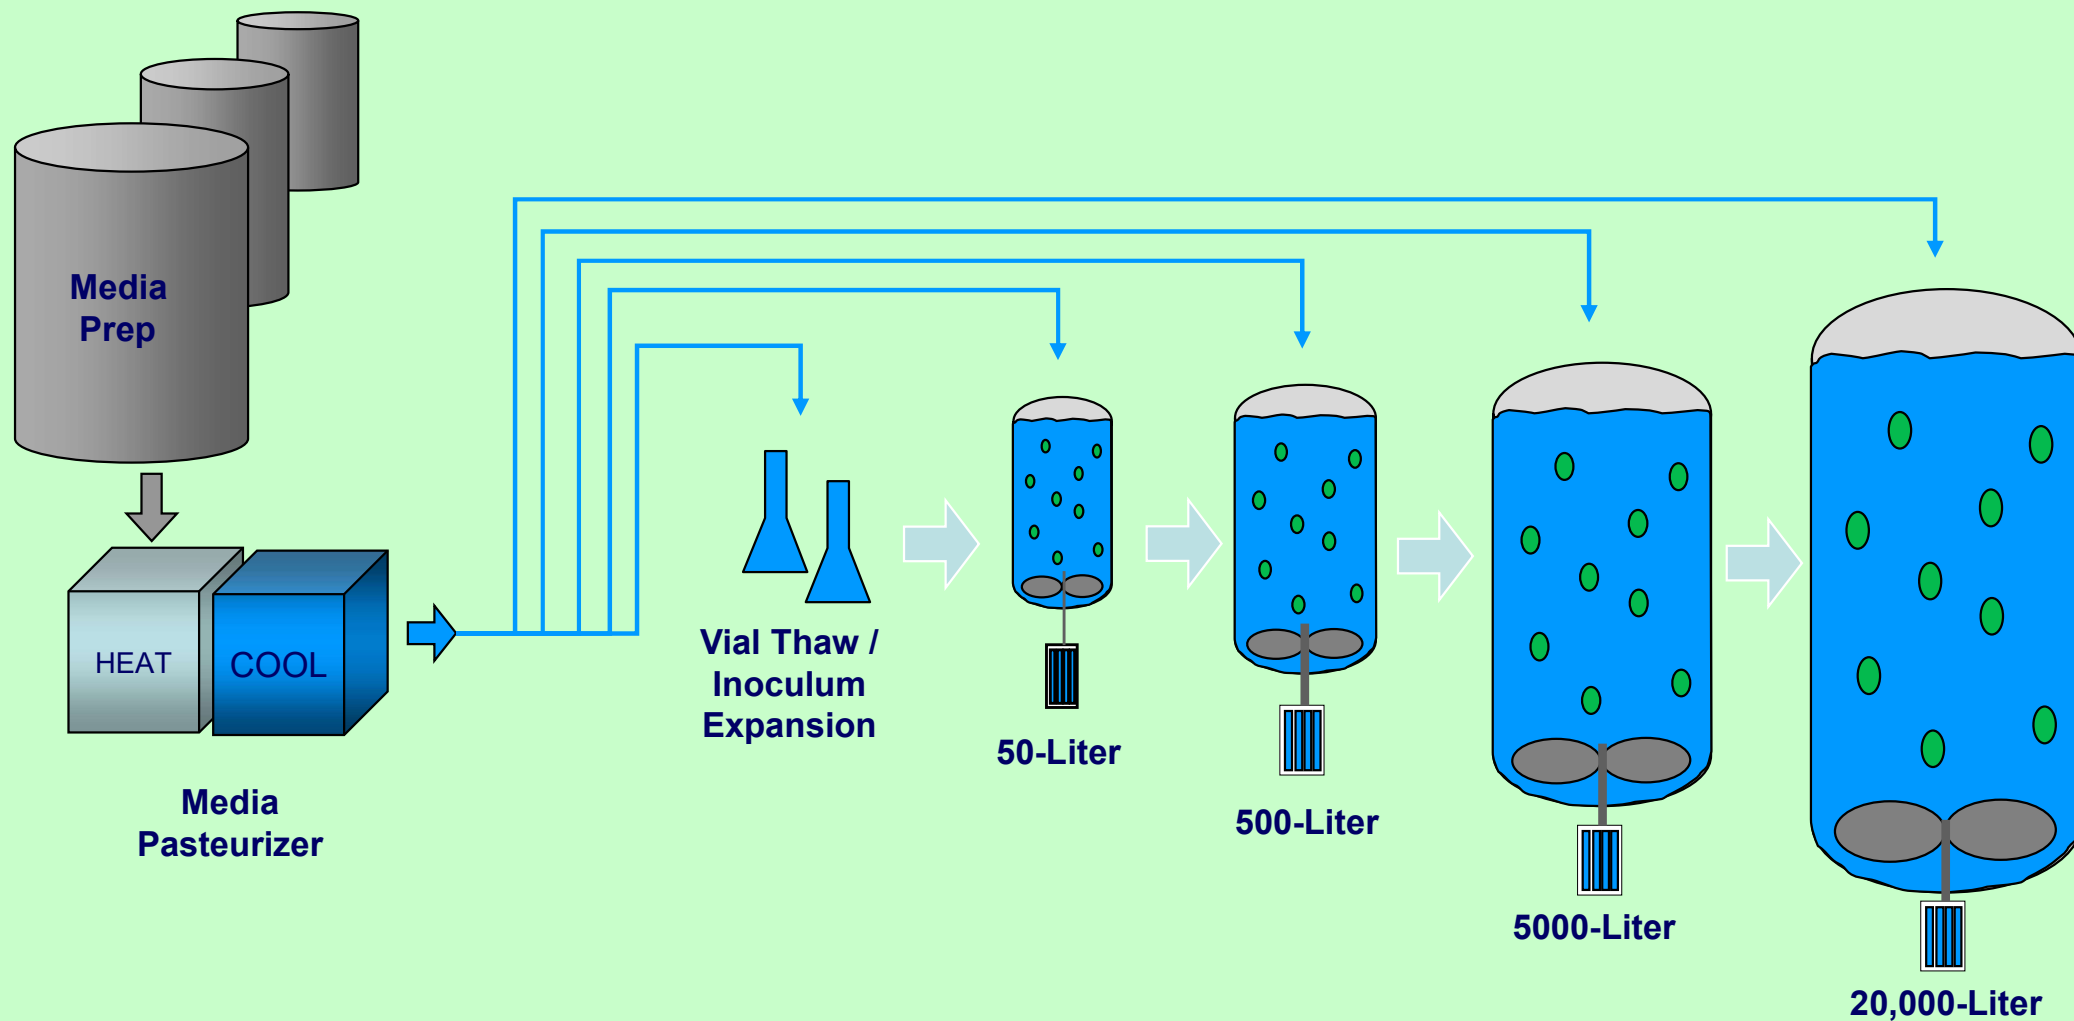 Media
Prep
HEAT
COOL
Media
Pasteurizer
Vial Thaw /
Inoculum
Expansion
50-Liter
500-Liter
5000-Liter
20,000-Liter